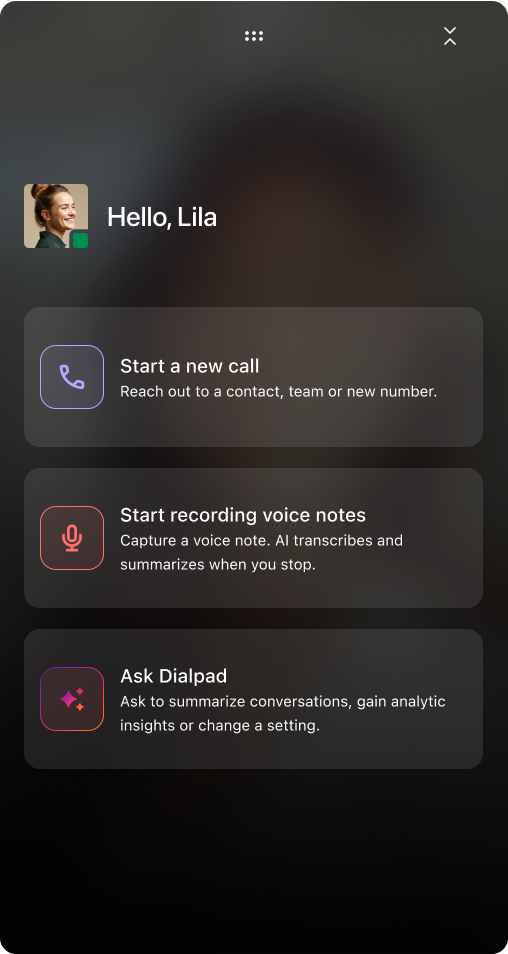 Hello, Lila
Start a new call
Reach out to a contact, team or new number.
Start recording voice notes
Capture a voice note. AI transcribes and
summarizes when you stop.
Ask Dialpad
Ask to summarize conversations, gain analytic
insights or change a setting.